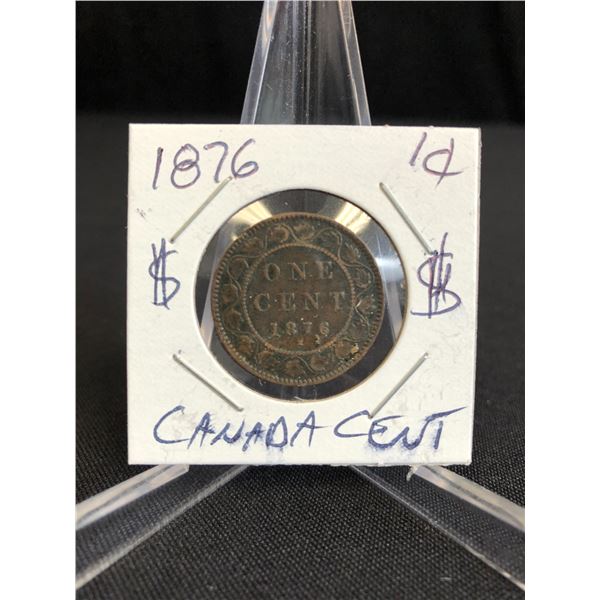 1876 1¢
$ $
ONE
CENT
1876
CANADA CENT